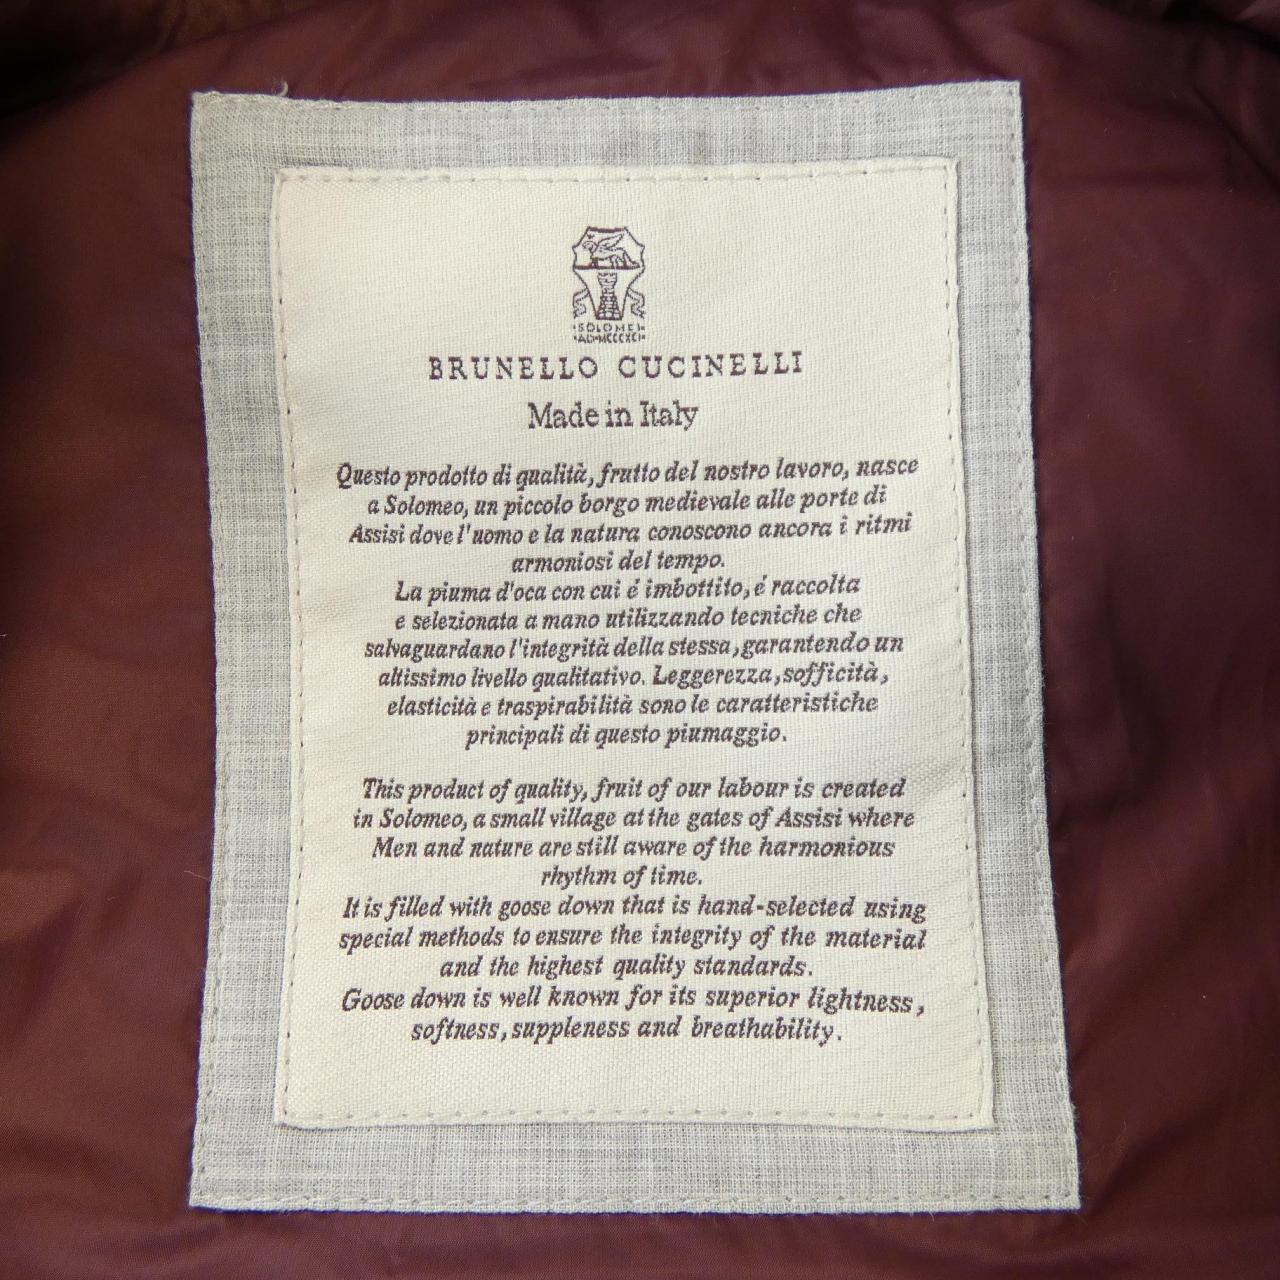 SOLOMEI
AD·MCCCXCI
BRUNELLO CUCINELLI
Made in Italy
Questo prodotto di qualità, frutto del nostro lavoro, nasce
a Solomeo, un piccolo borgo medievale alle porte di
Assisi dove l'uomo e la natura conoscono ancora i ritmi
armoniosi del tempo.
La piuma d'oca con cui é imbottito, é raccolta
e selezionata a mano utilizzando tecniche che
salvaguardano l'integrità della stessa, garantendo un
altissimo livello qualitativo. Leggerezza, sofficità,
elasticità e traspirabilità sono le caratteristiche
principali di questo piumaggio.
This product of quality, fruit of our labour is created
in Solomeo, a small village at the gates of Assisi where
Men and nature are still aware of the harmonious
rhythm of time.
It is filled with goose down that is hand-selected using
special methods to ensure the integrity of the material
and the highest quality standards.
Goose down is well known for its superior lightness,
softness, suppleness and breathability.